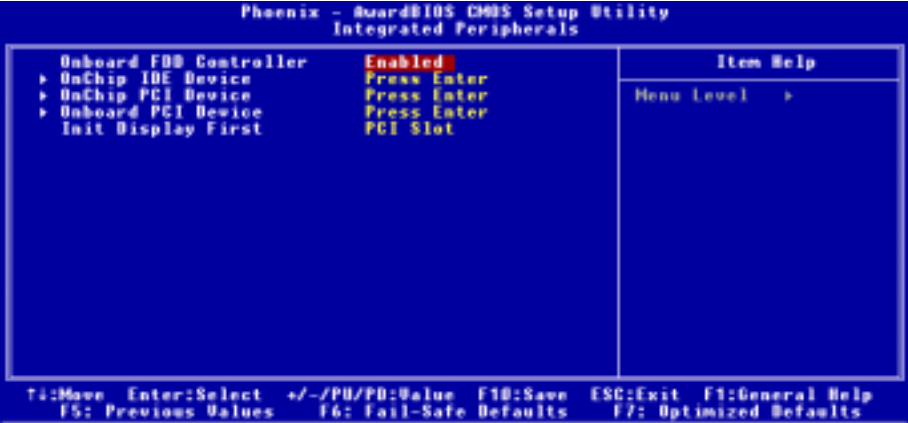 Phoenix - AwardBIOS CMOS Setup Utility
Integrated Peripherals
Onboard FDD Controller Enabled
OnChip IDE Device Press Enter
OnChip PCI Device Press Enter
Onboard PCI Device Press Enter
Init Display First PCI Slot
Item Help
Menu Level ▸
↑↓:Move Enter:Select +/-/PU/PD:Value F10:Save ESC:Exit F1:General Help
F5: Previous Values F6: Fail-Safe Defaults F7: Optimized Defaults